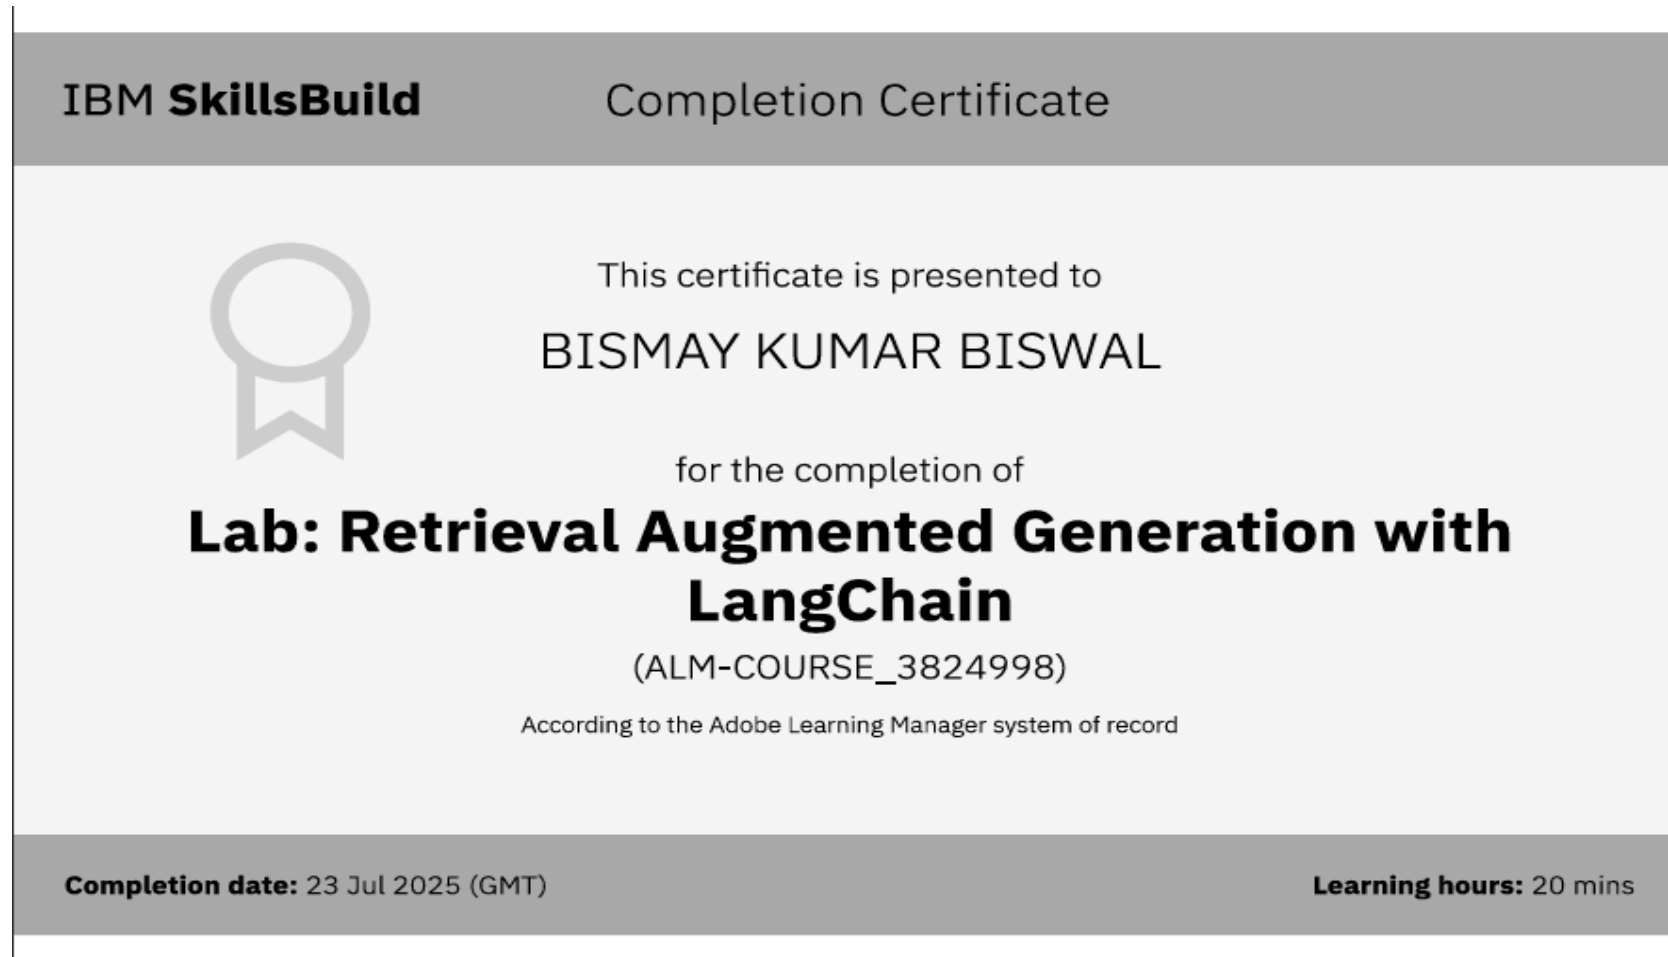 IBM SkillsBuild
Completion Certificate
This certificate is presented to
BISMAY KUMAR BISWAL
for the completion of
Lab: Retrieval Augmented Generation with
LangChain
(ALM-COURSE_3824998)
According to the Adobe Learning Manager system of record
Completion date: 23 Jul 2025 (GMT)
Learning hours: 20 mins